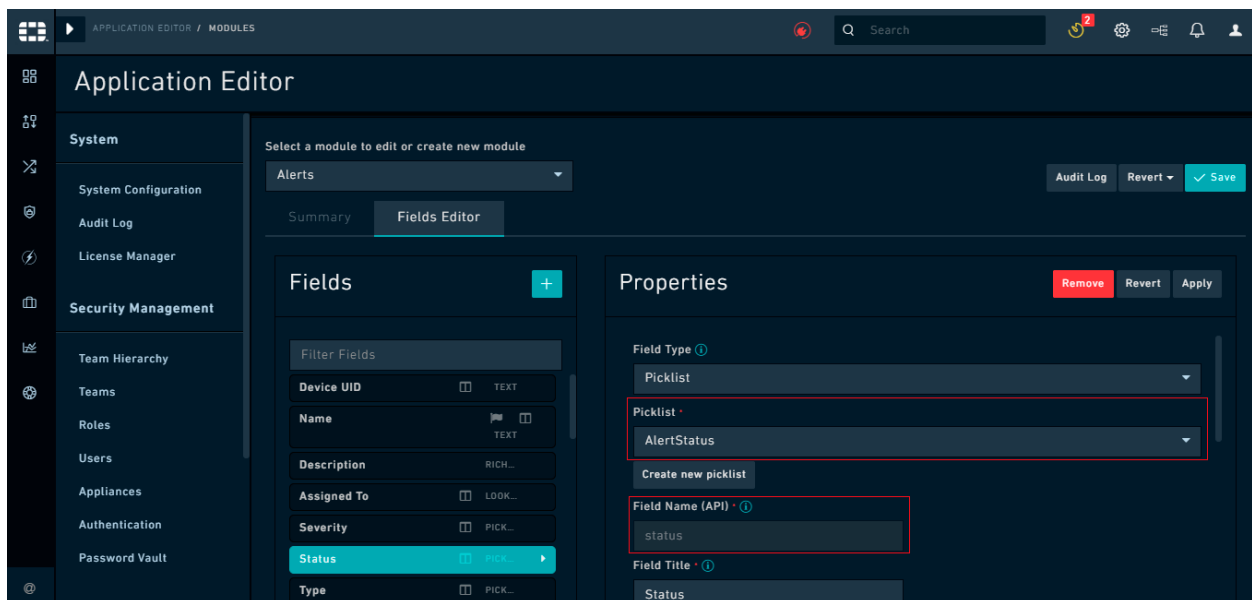 APPLICATION EDITOR / MODULES
Search
2
Application Editor
System
System Configuration
Audit Log
License Manager
Security Management
Team Hierarchy
Teams
Roles
Users
Appliances
Authentication
Password Vault
@
Select a module to edit or create new module
Alerts
Audit Log Revert Save
Summary Fields Editor
Fields +
Filter Fields
Device UID TEXT
Name TEXT
Description RICH...
Assigned To LOOK...
Severity PICK...
Status PICK...
Type PICK...
Properties
Remove Revert Apply
Field Type
Picklist
Picklist
AlertStatus
Create new picklist
Field Name (API)
status
Field Title
Status